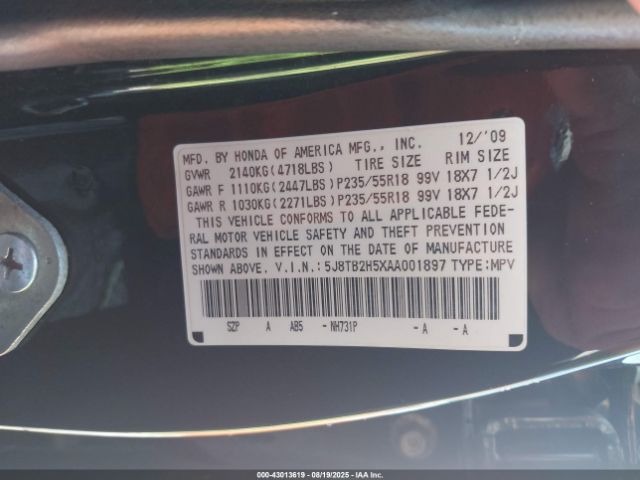 MFD. BY HONDA OF AMERICA MFG., INC. 12/'09
GVWR 2140KG(4718LBS) TIRE SIZE RIM SIZE
GAWR F 1110KG(2447LBS)P235/55R18 99V 18X7 1/2J
GAWR R 1030KG(2271LBS)P235/55R18 99V 18X7 1/2J
THIS VEHICLE CONFORMS TO ALL APPLICABLE FEDE-
RAL MOTOR VEHICLE SAFETY AND THEFT PREVENTION
STANDARDS IN EFFECT ON THE DATE OF MANUFACTURE
SHOWN ABOVE. V.I.N.:5J8TB2H5XAA001897 TYPE:MPV
SZP A AB5 -NH731P -A -A
000-43013619 - 08/19/2025 - IAAI.COM